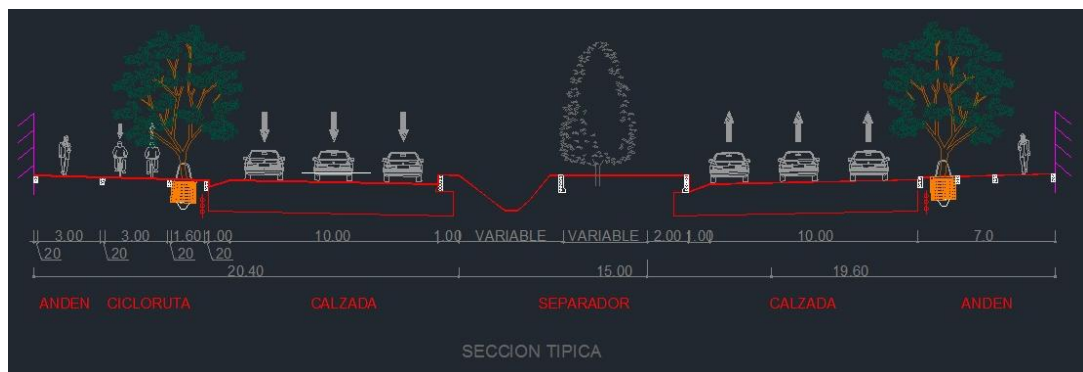 3.00 3.00 1.60 1.00 10.00 1.00 VARIABLE VARIABLE 2.00 1.00 10.00 7.0
.20 .20 .20 .20
20.40 15.00 19.60
ANDEN CICLORUTA CALZADA SEPARADOR CALZADA ANDEN
SECCION TIPICA